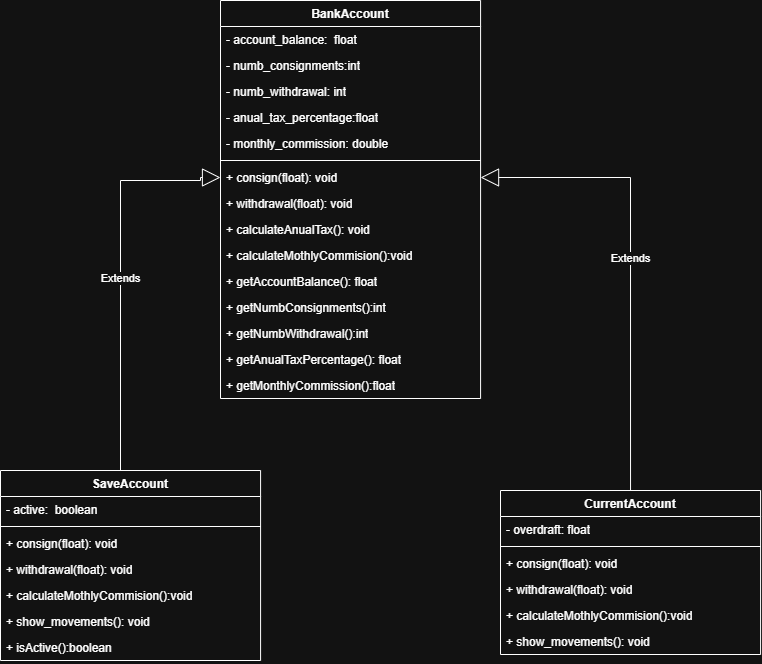 BankAccount
- account_balance: float
- numb_consignments:int
- numb_withdrawal: int
- anual_tax_percentage:float
- monthly_commission: double
+ consign(float): void
+ withdrawal(float): void
+ calculateAnualTax(): void
+ calculateMothlyCommision():void
+ getAccountBalance(): float
+ getNumbConsignments():int
+ getNumbWithdrawal():int
+ getAnualTaxPercentage(): float
+ getMonthlyCommission():float
Extends
Extends
SaveAccount
- active: boolean
+ consign(float): void
+ withdrawal(float): void
+ calculateMothlyCommision():void
+ show_movements(): void
+ isActive():boolean
CurrentAccount
- overdraft: float
+ consign(float): void
+ withdrawal(float): void
+ calculateMothlyCommision():void
+ show_movements(): void